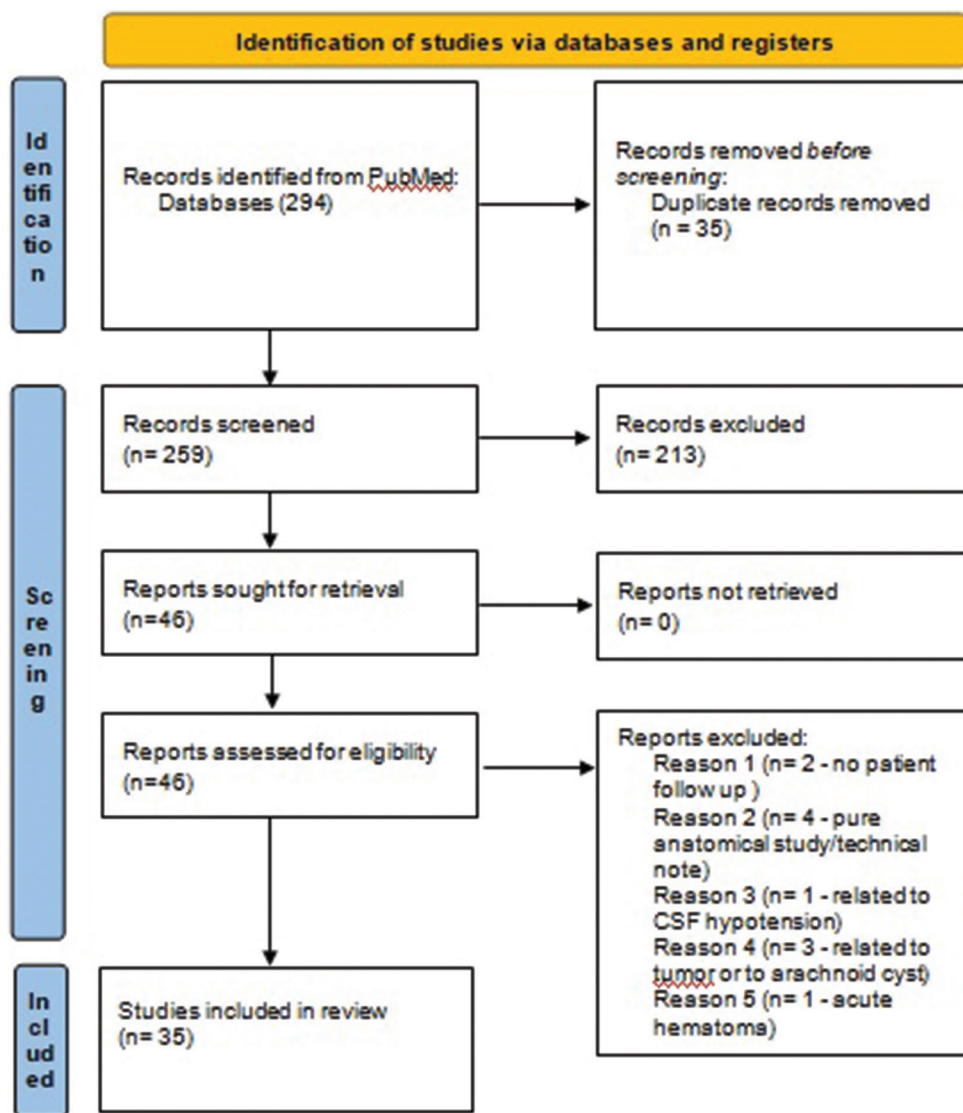 Identification of studies via databases and registers
Id
en
tifi
ca
tio
n
Records identified from PubMed:
Databases (294)
Records removed before
screening:
Duplicate records removed
(n = 35)
Sc
re
en
in
g
Records screened
(n= 259)
Records excluded
(n= 213)
Reports sought for retrieval
(n=46)
Reports not retrieved
(n= 0)
Reports assessed for eligibility
(n=46)
Reports excluded:
Reason 1 (n= 2 - no patient
follow up )
Reason 2 (n= 4 - pure
anatomical study/technical
note)
Reason 3 (n= 1 - related to
CSF hypotension)
Reason 4 (n= 3 - related to
tumor or to arachnoid cyst)
Reason 5 (n= 1 - acute
hematoma)
In
cl
ud
ed
Studies included in review
(n= 35)